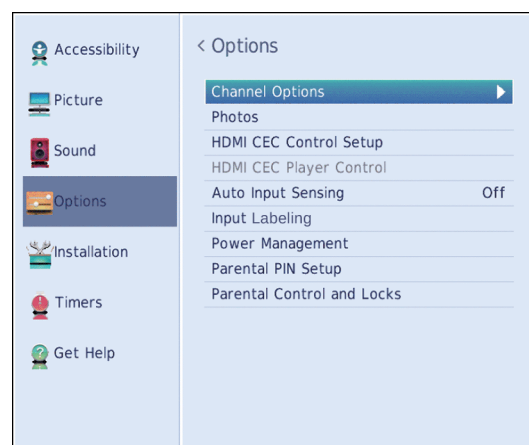 Accessibility
Picture
Sound
Options
Installation
Timers
Get Help
< Options
Channel Options
Photos
HDMI CEC Control Setup
HDMI CEC Player Control
Auto Input Sensing Off
Input Labeling
Power Management
Parental PIN Setup
Parental Control and Locks